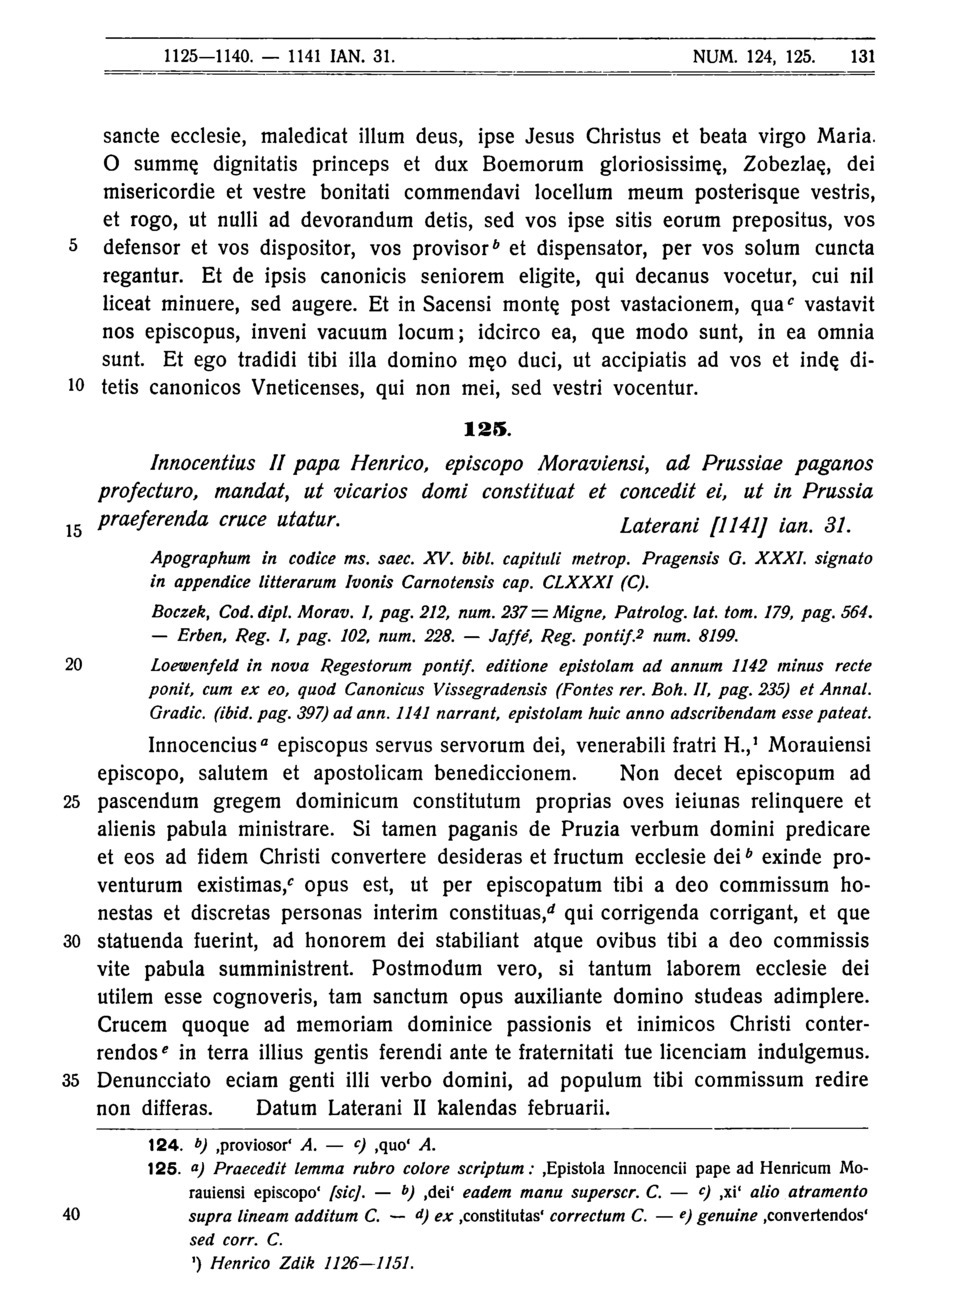 1125—1140. — 1141 IAN. 31. NUM. 124, 125. 131
sancte ecclesie, maledicat illum deus, ipse Jesus Christus et beata virgo Maria.
O summę dignitatis princeps et dux Boemorum gloriosissimę, Zobezlaę, dei
misericordie et vestre bonitati commendavi locellum meum posterisque vestris,
et rogo, ut nulli ad devorandum detis, sed vos ipse sitis eorum prepositus, vos
5 defensor et vos dispositor, vos provisor b et dispensator, per vos solum cuncta
regantur. Et de ipsis canonicis seniorem eligite, qui decanus vocetur, cui nil
liceat minuere, sed augere. Et in Sacensi montę post vastacionem, qua c vastavit
nos episcopus, inveni vacuum locum; idcirco ea, que modo sunt, in ea omnia
sunt. Et ego tradidi tibi illa domino męo duci, ut accipiatis ad vos et indę di-
10 tetis canonicos Vneticenses, qui non mei, sed vestri vocentur.
125.
Innocentius II papa Henrico, episcopo Moraviensi, ad Prussiae paganos
profecturo, mandat, ut vicarios domi constituat et concedit ei, ut in Prussia
15 praeferenda cruce utatur. Laterani [1141] ian. 31.
Apographum in codice ms. saec. XV. bibl. capituli metrop. Pragensis G. XXXI. signato
in appendice litterarum Ivonis Carnotensis cap. CLXXXI (C).
Boczek, Cod. dipl. Morav. I, pag. 212, num. 237 = Migne, Patrolog. lat. tom. 179, pag. 564.
— Erben, Reg. I, pag. 102, num. 228. — Jaffé, Reg. pontif.² num. 8199.
20 Loewenfeld in nova Regestorum pontif. editione epistolam ad annum 1142 minus recte
ponit, cum ex eo, quod Canonicus Vissegradensis (Fontes rer. Boh. II, pag. 235) et Annal.
Gradic. (ibid. pag. 397) ad ann. 1141 narrant, epistolam huic anno adscribendam esse pateat.
Innocencius a episcopus servus servorum dei, venerabili fratri H.,¹ Morauiensi
episcopo, salutem et apostolicam benediccionem. Non decet episcopum ad
25 pascendum gregem dominicum constitutum proprias oves ieiunas relinquere et
alienis pabula ministrare. Si tamen paganis de Pruzia verbum domini predicare
et eos ad fidem Christi convertere desideras et fructum ecclesie dei b exinde pro-
venturum existimas,c opus est, ut per episcopatum tibi a deo commissum ho-
nestas et discretas personas interim constituas,d qui corrigenda corrigant, et que
30 statuenda fuerint, ad honorem dei stabiliant atque ovibus tibi a deo commissis
vite pabula sumministrent. Postmodum vero, si tantum laborem ecclesie dei
utilem esse cognoveris, tam sanctum opus auxiliante domino studeas adimplere.
Crucem quoque ad memoriam dominice passionis et inimicos Christi conter-
rendos e in terra illius gentis ferendi ante te fraternitati tue licenciam indulgemus.
35 Denuncciato eciam genti illi verbo domini, ad populum tibi commissum redire
non differas. Datum Laterani II kalendas februarii.
124. b) ‚proviosor‘ A. — c) ‚quo‘ A.
125. a) Praecedit lemma rubro colore scriptum: ‚Epistola Innocencii pape ad Henricum Mo-
rauiensi episcopo‘ [sic]. — b) ‚dei‘ eadem manu superscr. C. — c) ‚xi‘ alio atramento
40 supra lineam additum C. — d) ex ‚constitutas‘ correctum C. — e) genuine ‚convertendos‘
sed corr. C.
¹) Henrico Zdik 1126—1151.